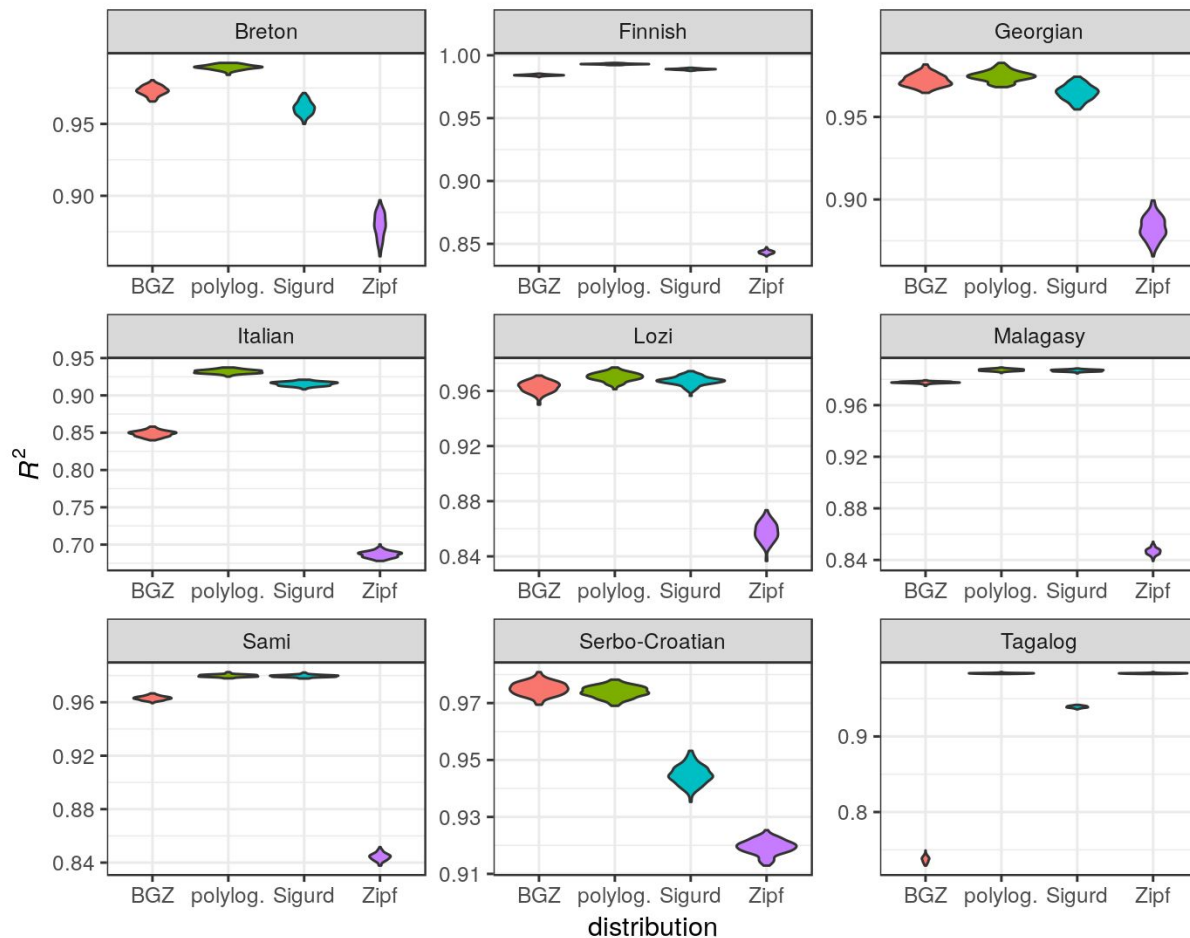 Breton
Finnish
Georgian
0.95
0.90
1.00
0.95
0.90
0.85
0.95
0.90
BGZ polylog. Sigurd Zipf
BGZ polylog. Sigurd Zipf
BGZ polylog. Sigurd Zipf
Italian
Lozi
Malagasy
R²
0.95
0.90
0.85
0.80
0.75
0.70
0.96
0.92
0.88
0.84
0.96
0.92
0.88
0.84
BGZ polylog. Sigurd Zipf
BGZ polylog. Sigurd Zipf
BGZ polylog. Sigurd Zipf
Sami
Serbo-Croatian
Tagalog
0.96
0.92
0.88
0.84
0.97
0.95
0.93
0.91
0.9
0.8
BGZ polylog. Sigurd Zipf
BGZ polylog. Sigurd Zipf
BGZ polylog. Sigurd Zipf
distribution